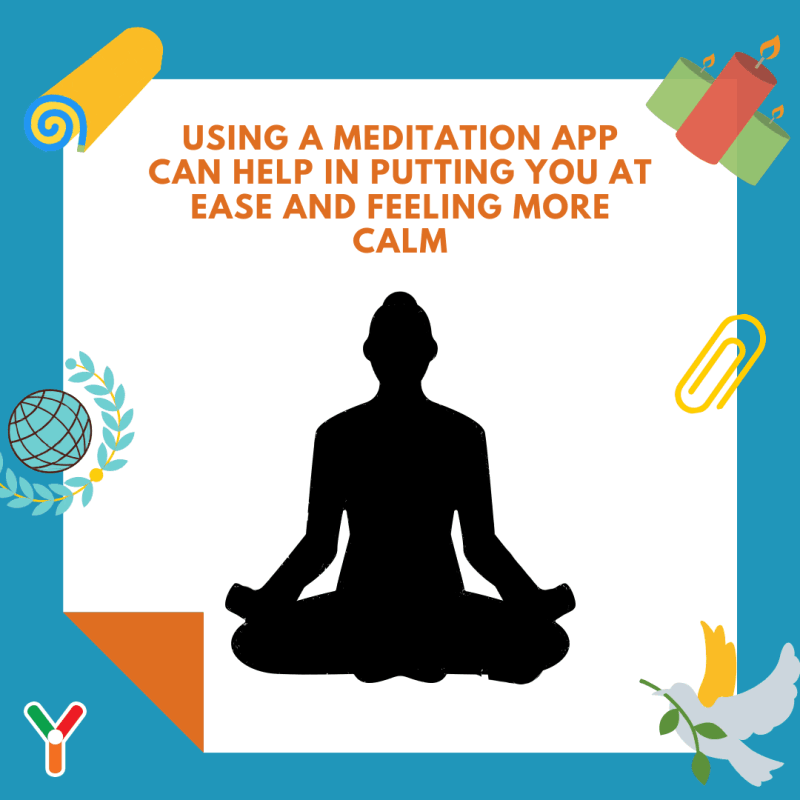 USING A MEDITATION APP
CAN HELP IN PUTTING YOU AT
EASE AND FEELING MORE
CALM